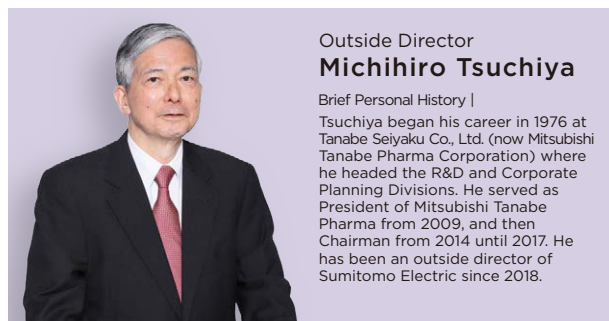 Outside Director
Michihiro Tsuchiya
Brief Personal History |
Tsuchiya began his career in 1976 at
Tanabe Seiyaku Co., Ltd. (now Mitsubishi
Tanabe Pharma Corporation) where
he headed the R&D and Corporate
Planning Divisions. He served as
President of Mitsubishi Tanabe
Pharma from 2009, and then
Chairman from 2014 until 2017. He
has been an outside director of
Sumitomo Electric since 2018.